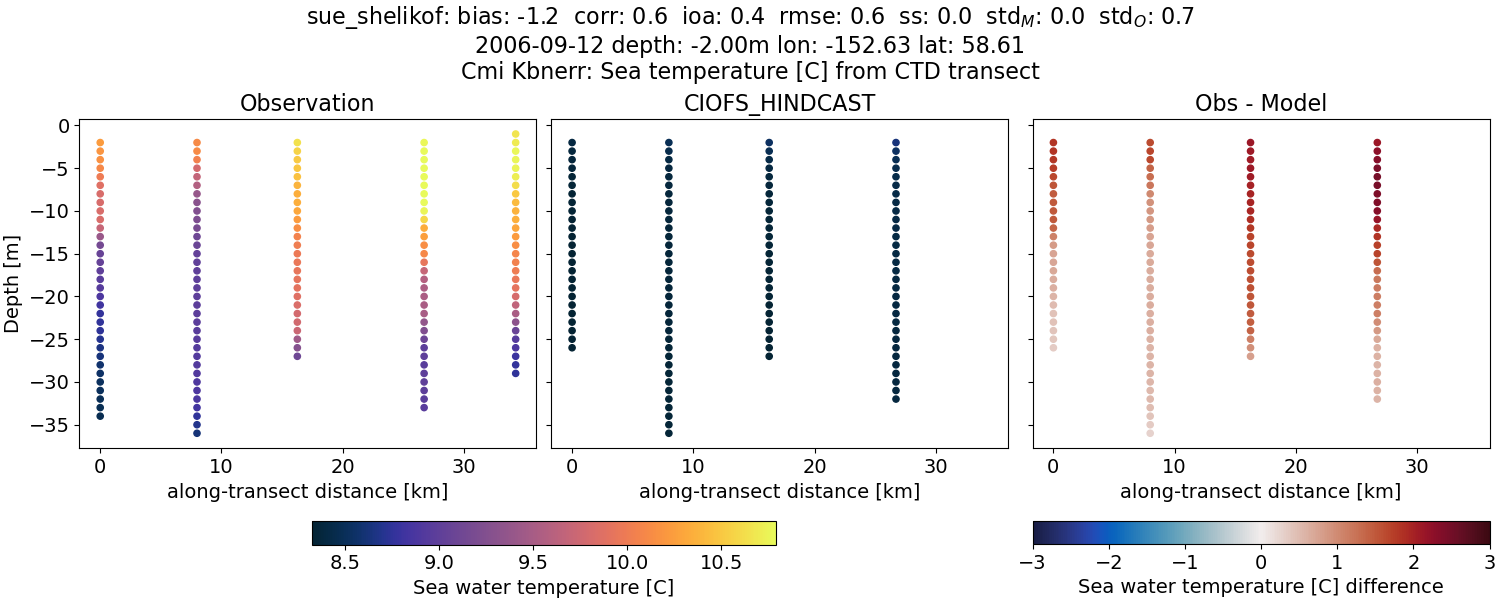 sue_shelikof: bias: -1.2  corr: 0.6  ioa: 0.4  rmse: 0.6  ss: 0.0  std_M: 0.0  std_O: 0.7
2006-09-12 depth: -2.00m lon: -152.63 lat: 58.61
Cmi Kbnerr: Sea temperature [C] from CTD transect
Observation
CIOFS_HINDCAST
Obs - Model
Depth [m]
0
−5
−10
−15
−20
−25
−30
−35
0 10 20 30
0 10 20 30
0 10 20 30
along-transect distance [km]
along-transect distance [km]
along-transect distance [km]
8.5 9.0 9.5 10.0 10.5
Sea water temperature [C]
−3 −2 −1 0 1 2 3
Sea water temperature [C] difference